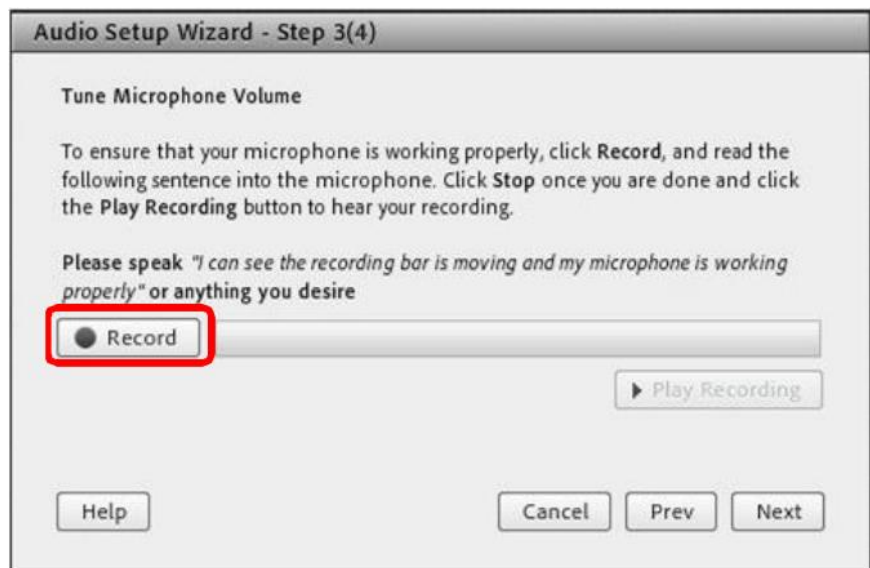 Audio Setup Wizard - Step 3(4)
Tune Microphone Volume
To ensure that your microphone is working properly, click Record, and read the
following sentence into the microphone. Click Stop once you are done and click
the Play Recording button to hear your recording.
Please speak "I can see the recording bar is moving and my microphone is working
properly" or anything you desire
Record
Play Recording
Help
Cancel
Prev
Next